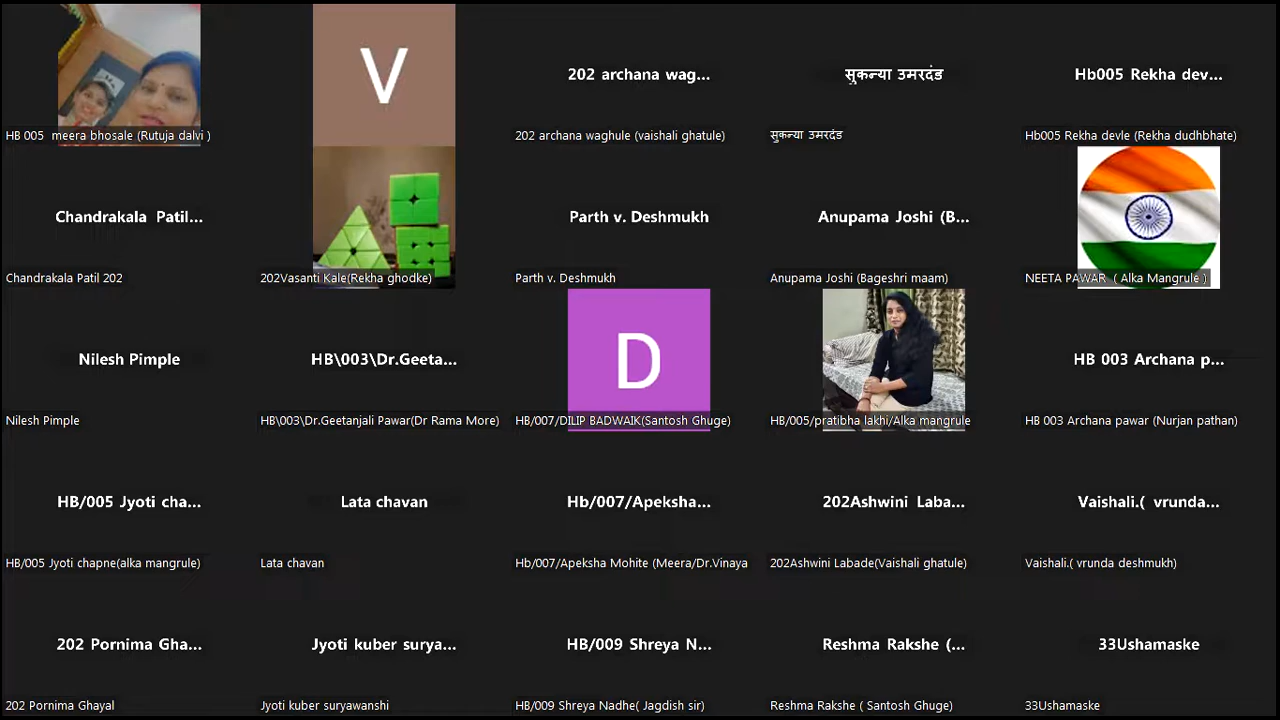 HB 005 meera bhosale (Rutuja dalvi )
V
202 archana wag...
202 archana waghule (vaishali ghatule)
सुकन्या उमरदंड
सुकन्या उमरदंड
Hb005 Rekha dev...
Hb005 Rekha devle (Rekha dudhbhate)
Chandrakala Patil...
Chandrakala Patil 202
202Vasanti Kale(Rekha ghodke)
Parth v. Deshmukh
Parth v. Deshmukh
Anupama Joshi (B...
Anupama Joshi (Bageshri maam)
NEETA PAWAR ( Alka Mangrule )
Nilesh Pimple
Nilesh Pimple
HB\003\Dr.Geeta...
HB\003\Dr.Geetanjali Pawar(Dr Rama More)
D
HB/007/DILIP BADWAIK(Santosh Ghuge)
HB/005/pratibha lakhi/Alka mangrule
HB 003 Archana p...
HB 003 Archana pawar (Nurjan pathan)
HB/005 Jyoti cha...
HB/005 Jyoti chapne(alka mangrule)
Lata chavan
Lata chavan
Hb/007/Apeksha...
Hb/007/Apeksha Mohite (Meera/Dr.Vinaya
202Ashwini Laba...
202Ashwini Labade(Vaishali ghatule)
Vaishali.( vrunda...
Vaishali.( vrunda deshmukh)
202 Pornima Gha...
202 Pornima Ghayal
Jyoti kuber surya...
Jyoti kuber suryawanshi
HB/009 Shreya N...
HB/009 Shreya Nadhe( Jagdish sir)
Reshma Rakshe (...
Reshma Rakshe ( Santosh Ghuge)
33Ushamaske
33Ushamaske